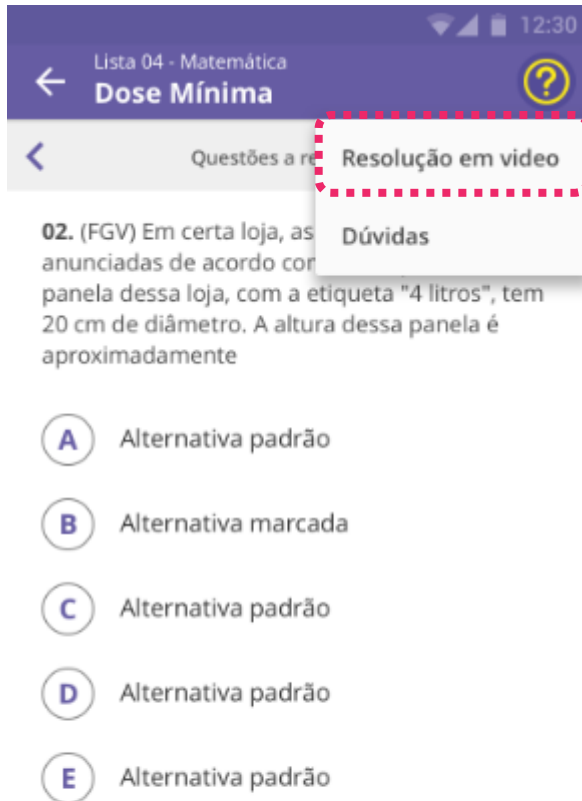 12:30
Lista 04 - Matemática
Dose Mínima
Questões a
Resolução em video
Dúvidas
02. (FGV) Em certa loja, as
anunciadas de acordo com
panela dessa loja, com a etiqueta "4 litros", tem
20 cm de diâmetro. A altura dessa panela é
aproximadamente
A Alternativa padrão
B Alternativa marcada
C Alternativa padrão
D Alternativa padrão
E Alternativa padrão